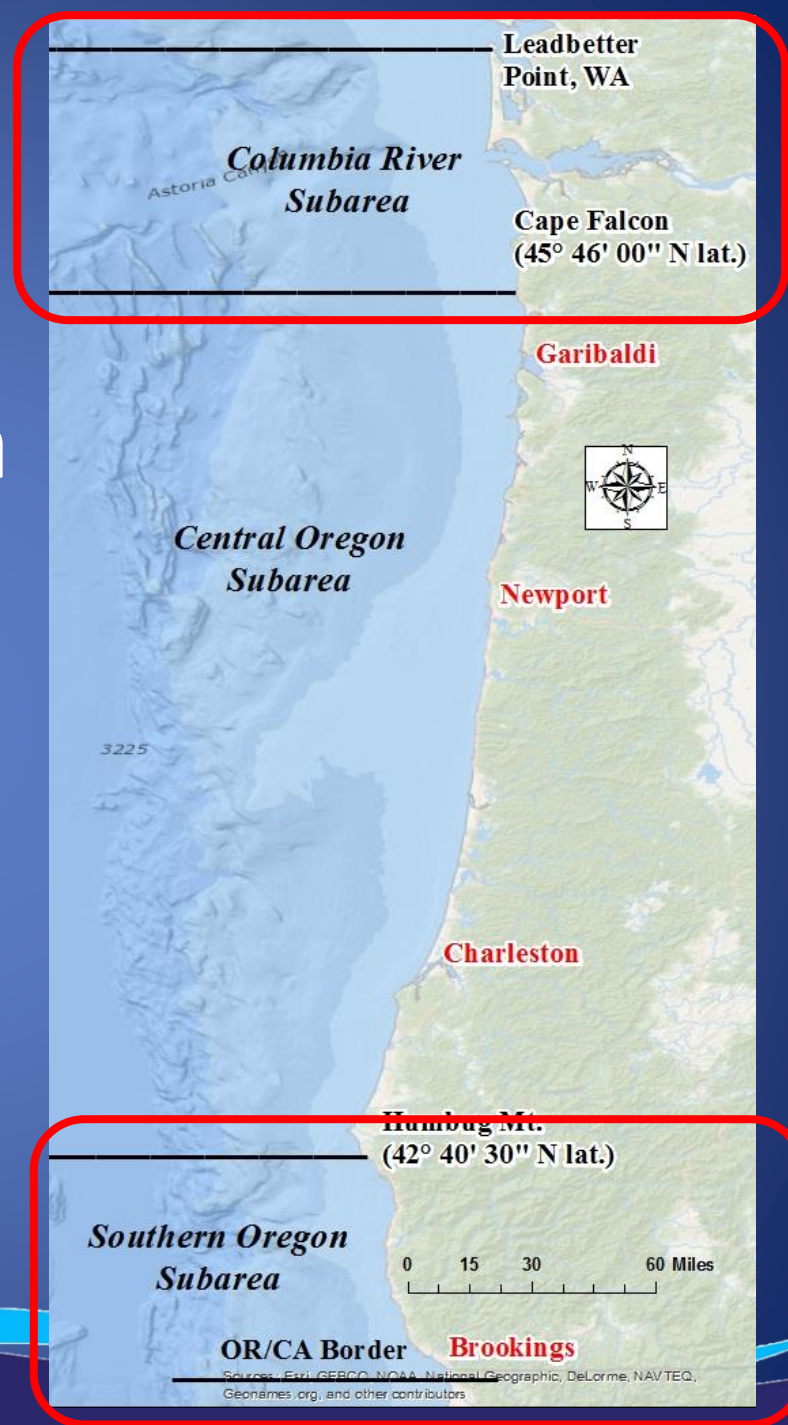 Leadbetter
Point, WA
Columbia River
Subarea
Astoria
Cape Falcon
(45° 46' 00" N lat.)
Garibaldi
N
W E
S
Central Oregon
Subarea
Newport
3225
Charleston
Humbug Mt.
(42° 40' 30" N lat.)
Southern Oregon
Subarea
0 15 30 60 Miles
OR/CA Border
Brookings
Sources: Esri, GEBCO, NOAA, National Geographic, DeLorme, NAVTEQ,
Geonames.org, and other contributors